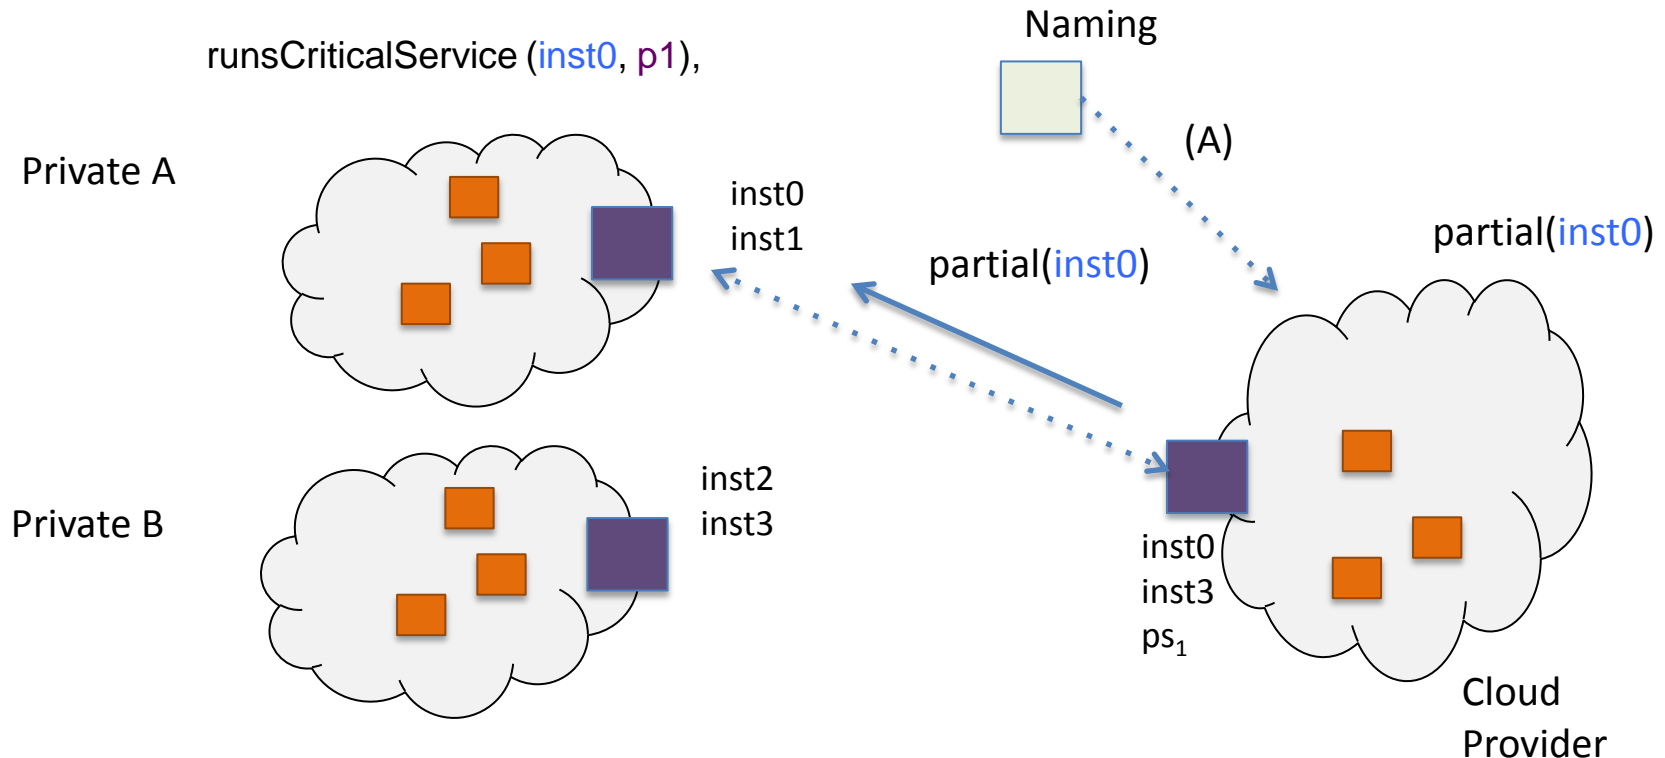 Naming
runsCriticalService (inst0, p1),
(A)
Private A
inst0
inst1
partial(inst0)
partial(inst0)
Private B
inst2
inst3
inst0
inst3
ps₁
Cloud
Provider